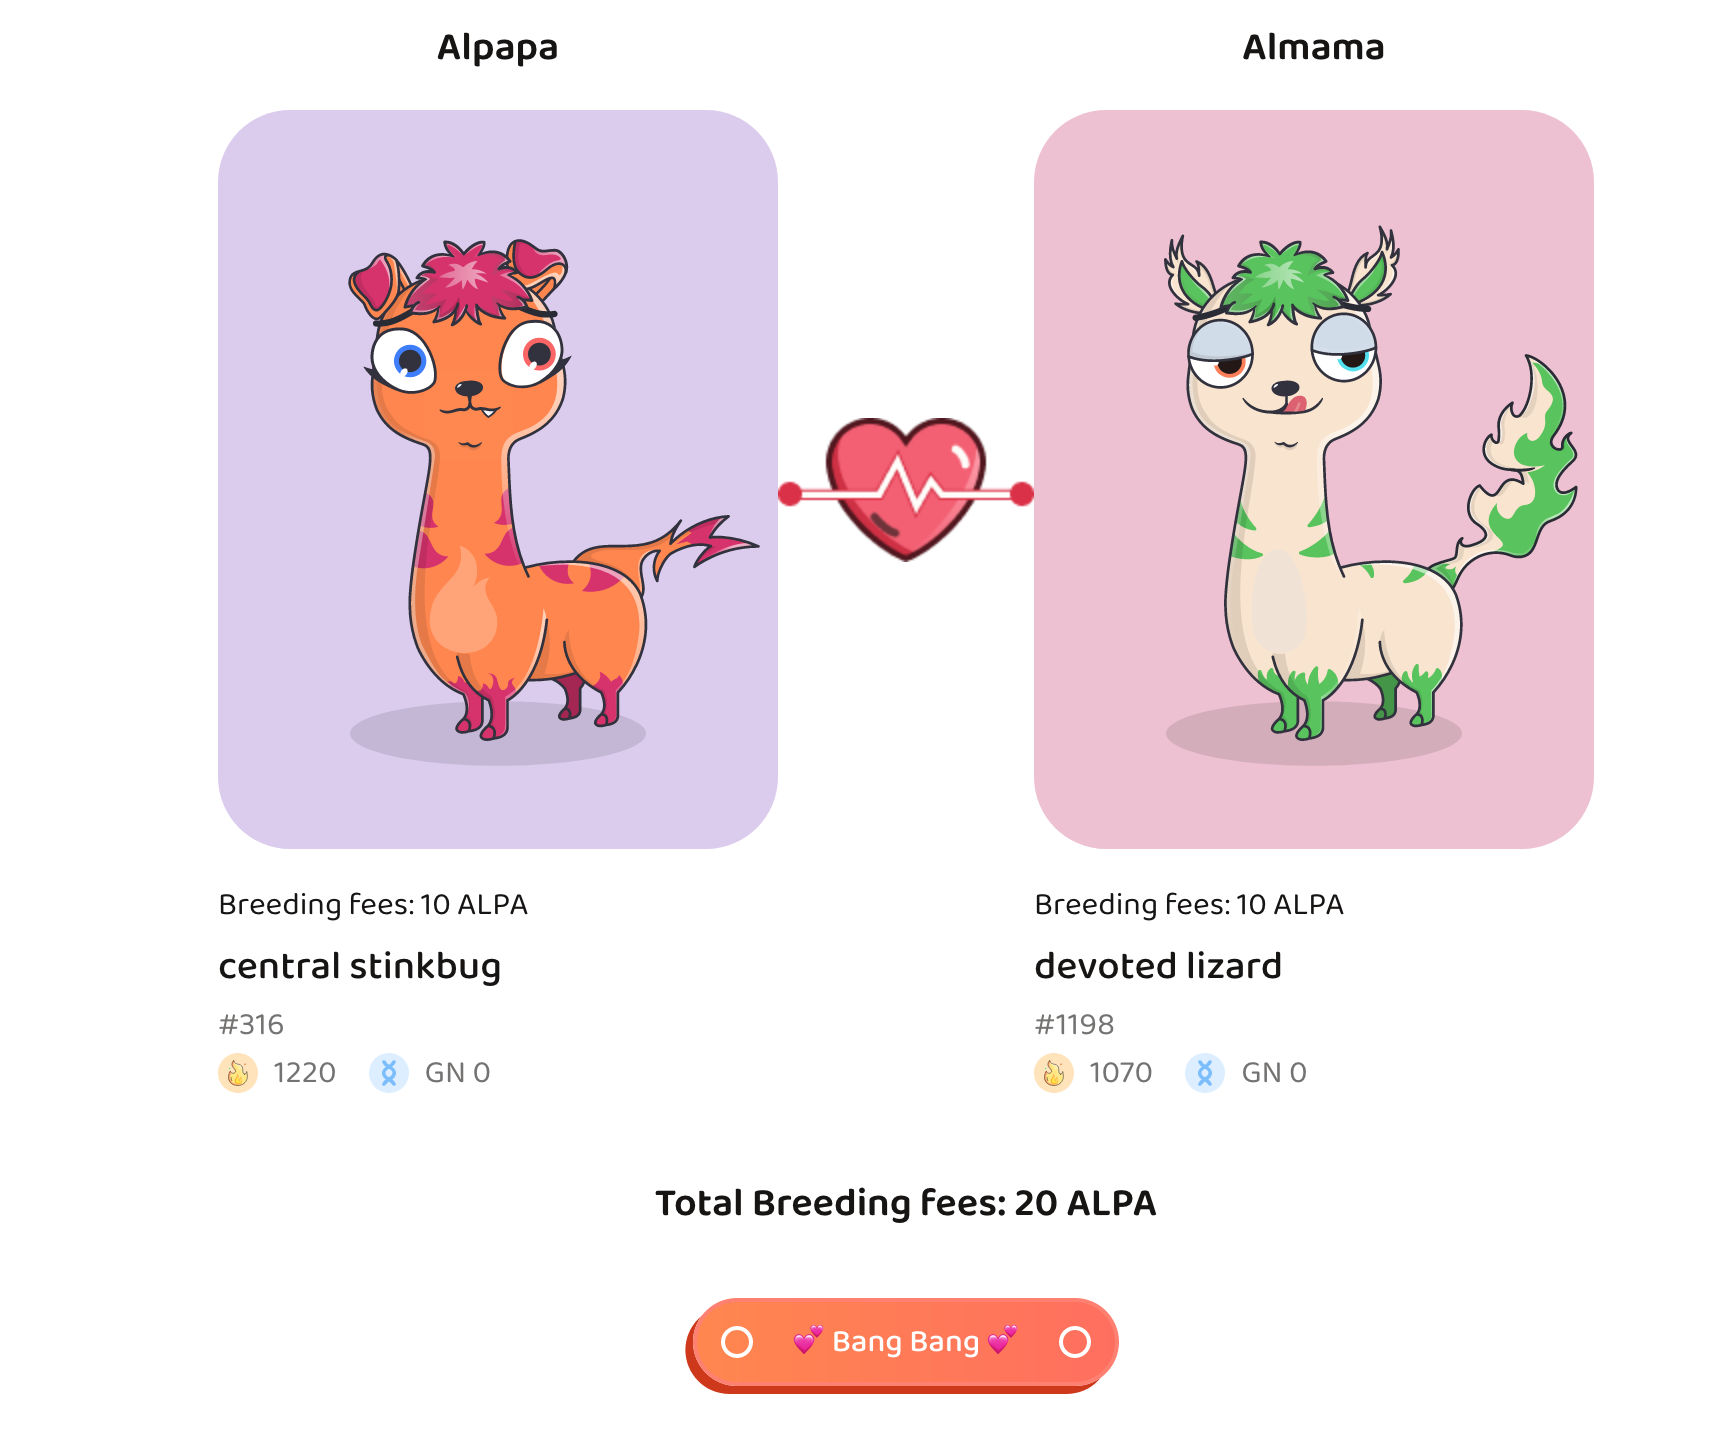 Alpapa
Almama
Breeding fees: 10 ALPA
central stinkbug
#316
1220 GN 0
Breeding fees: 10 ALPA
devoted lizard
#1198
1070 GN 0
Total Breeding fees: 20 ALPA
💕 Bang Bang 💕